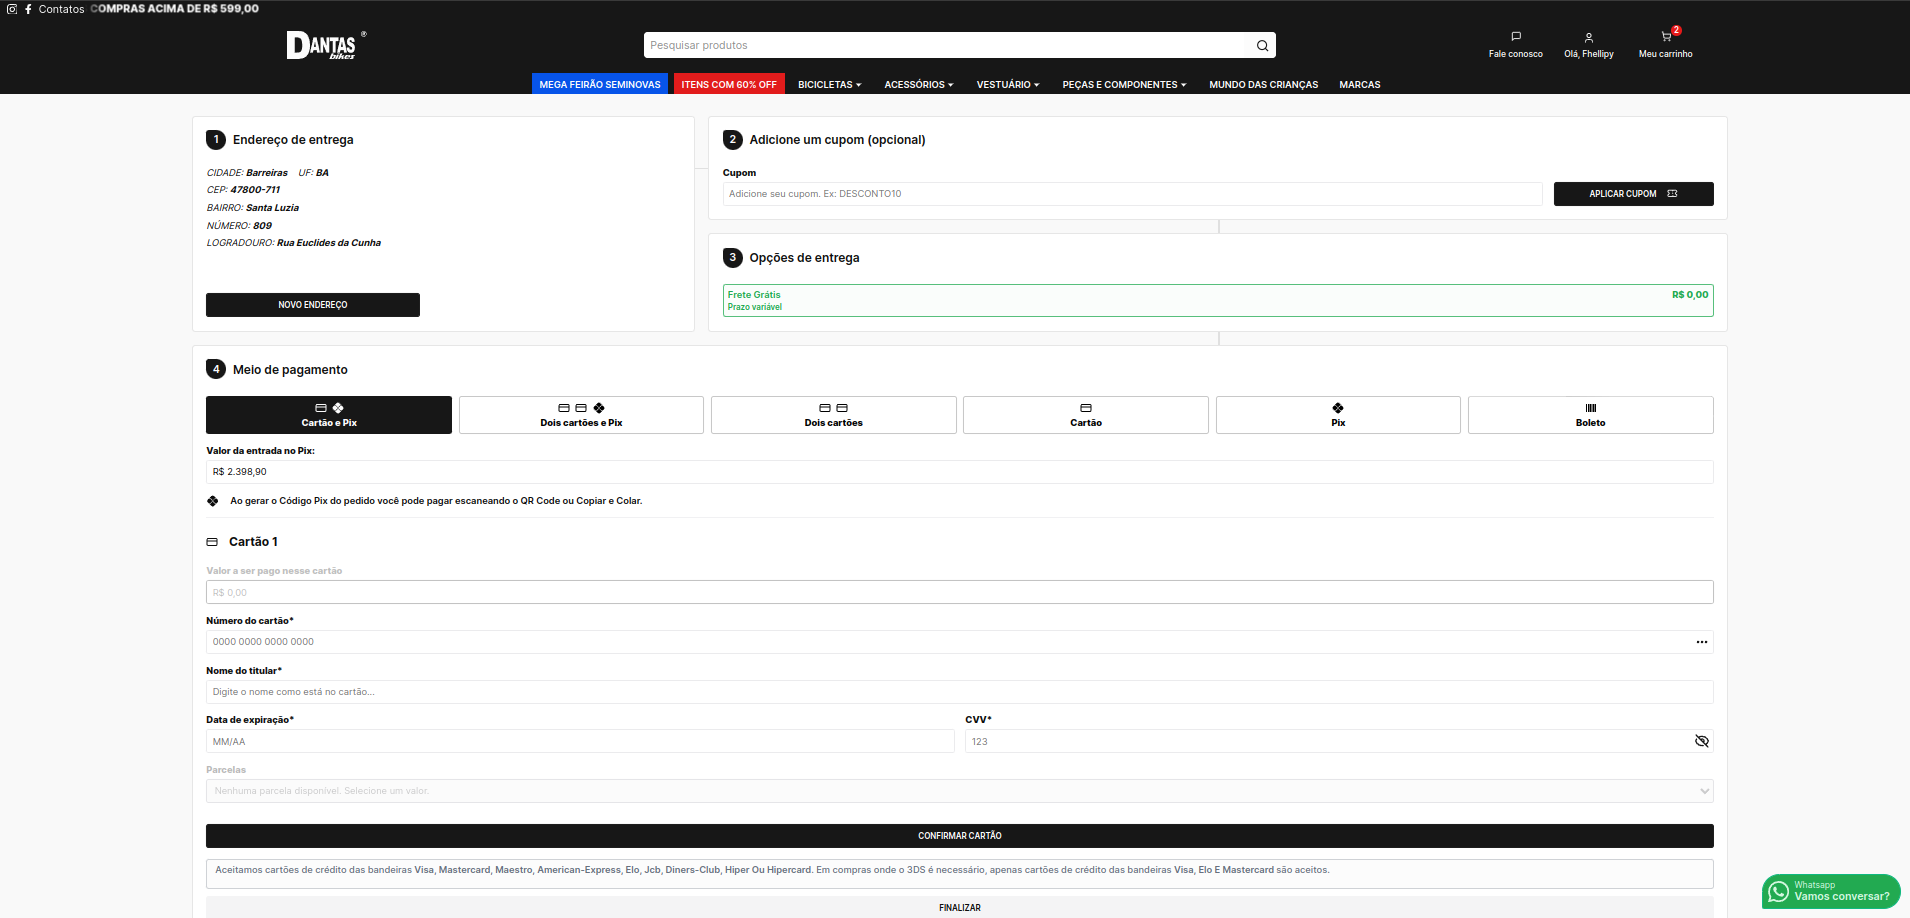 Contatos COMPRAS ACIMA DE R$ 599,00
DANTAS bikes ®
Pesquisar produtos
Fale conosco
Olá, Fhellipy
2
Meu carrinho
MEGA FEIRÃO SEMINOVAS ITENS COM 60% OFF BICICLETAS ACESSÓRIOS VESTUÁRIO PEÇAS E COMPONENTES MUNDO DAS CRIANÇAS MARCAS
1 Endereço de entrega
CIDADE: Barreiras UF: BA
CEP: 47800-711
BAIRRO: Santa Luzia
NÚMERO: 809
LOGRADOURO: Rua Euclides da Cunha
NOVO ENDEREÇO
2 Adicione um cupom (opcional)
Cupom
Adicione seu cupom. Ex: DESCONTO10
APLICAR CUPOM
3 Opções de entrega
Frete Grátis R$ 0,00
Prazo variável
4 Meio de pagamento
Cartão e Pix
Dois cartões e Pix
Dois cartões
Cartão
Pix
Boleto
Valor da entrada no Pix:
R$ 2.398,90
Ao gerar o Código Pix do pedido você pode pagar escaneando o QR Code ou Copiar e Colar.
Cartão 1
Valor a ser pago nesse cartão
R$ 0,00
Número do cartão*
0000 0000 0000 0000
Nome do titular*
Digite o nome como está no cartão...
Data de expiração* CVV*
MM/AA 123
Parcelas
Nenhuma parcela disponível. Selecione um valor.
CONFIRMAR CARTÃO
Aceitamos cartões de crédito das bandeiras Visa, Mastercard, Maestro, American-Express, Elo, Jcb, Diners-Club, Hiper Ou Hipercard. Em compras onde o 3DS é necessário, apenas cartões de crédito das bandeiras Visa, Elo E Mastercard são aceitos.
FINALIZAR
Whatsapp
Vamos conversar?